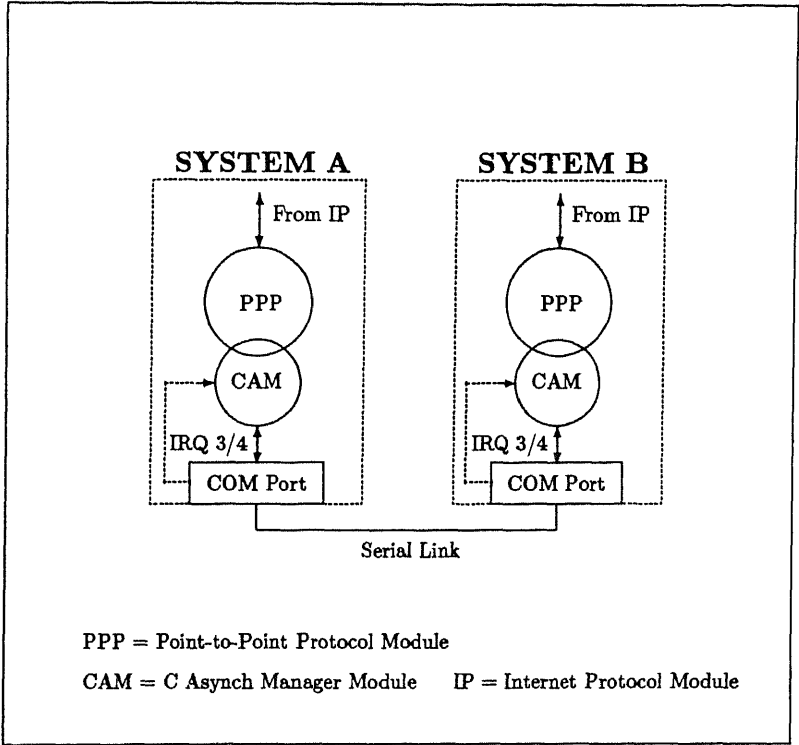 SYSTEM A
SYSTEM B
From IP
From IP
PPP
PPP
CAM
CAM
IRQ 3/4
IRQ 3/4
COM Port
COM Port
Serial Link
PPP = Point-to-Point Protocol Module
CAM = C Asynch Manager Module
IP = Internet Protocol Module